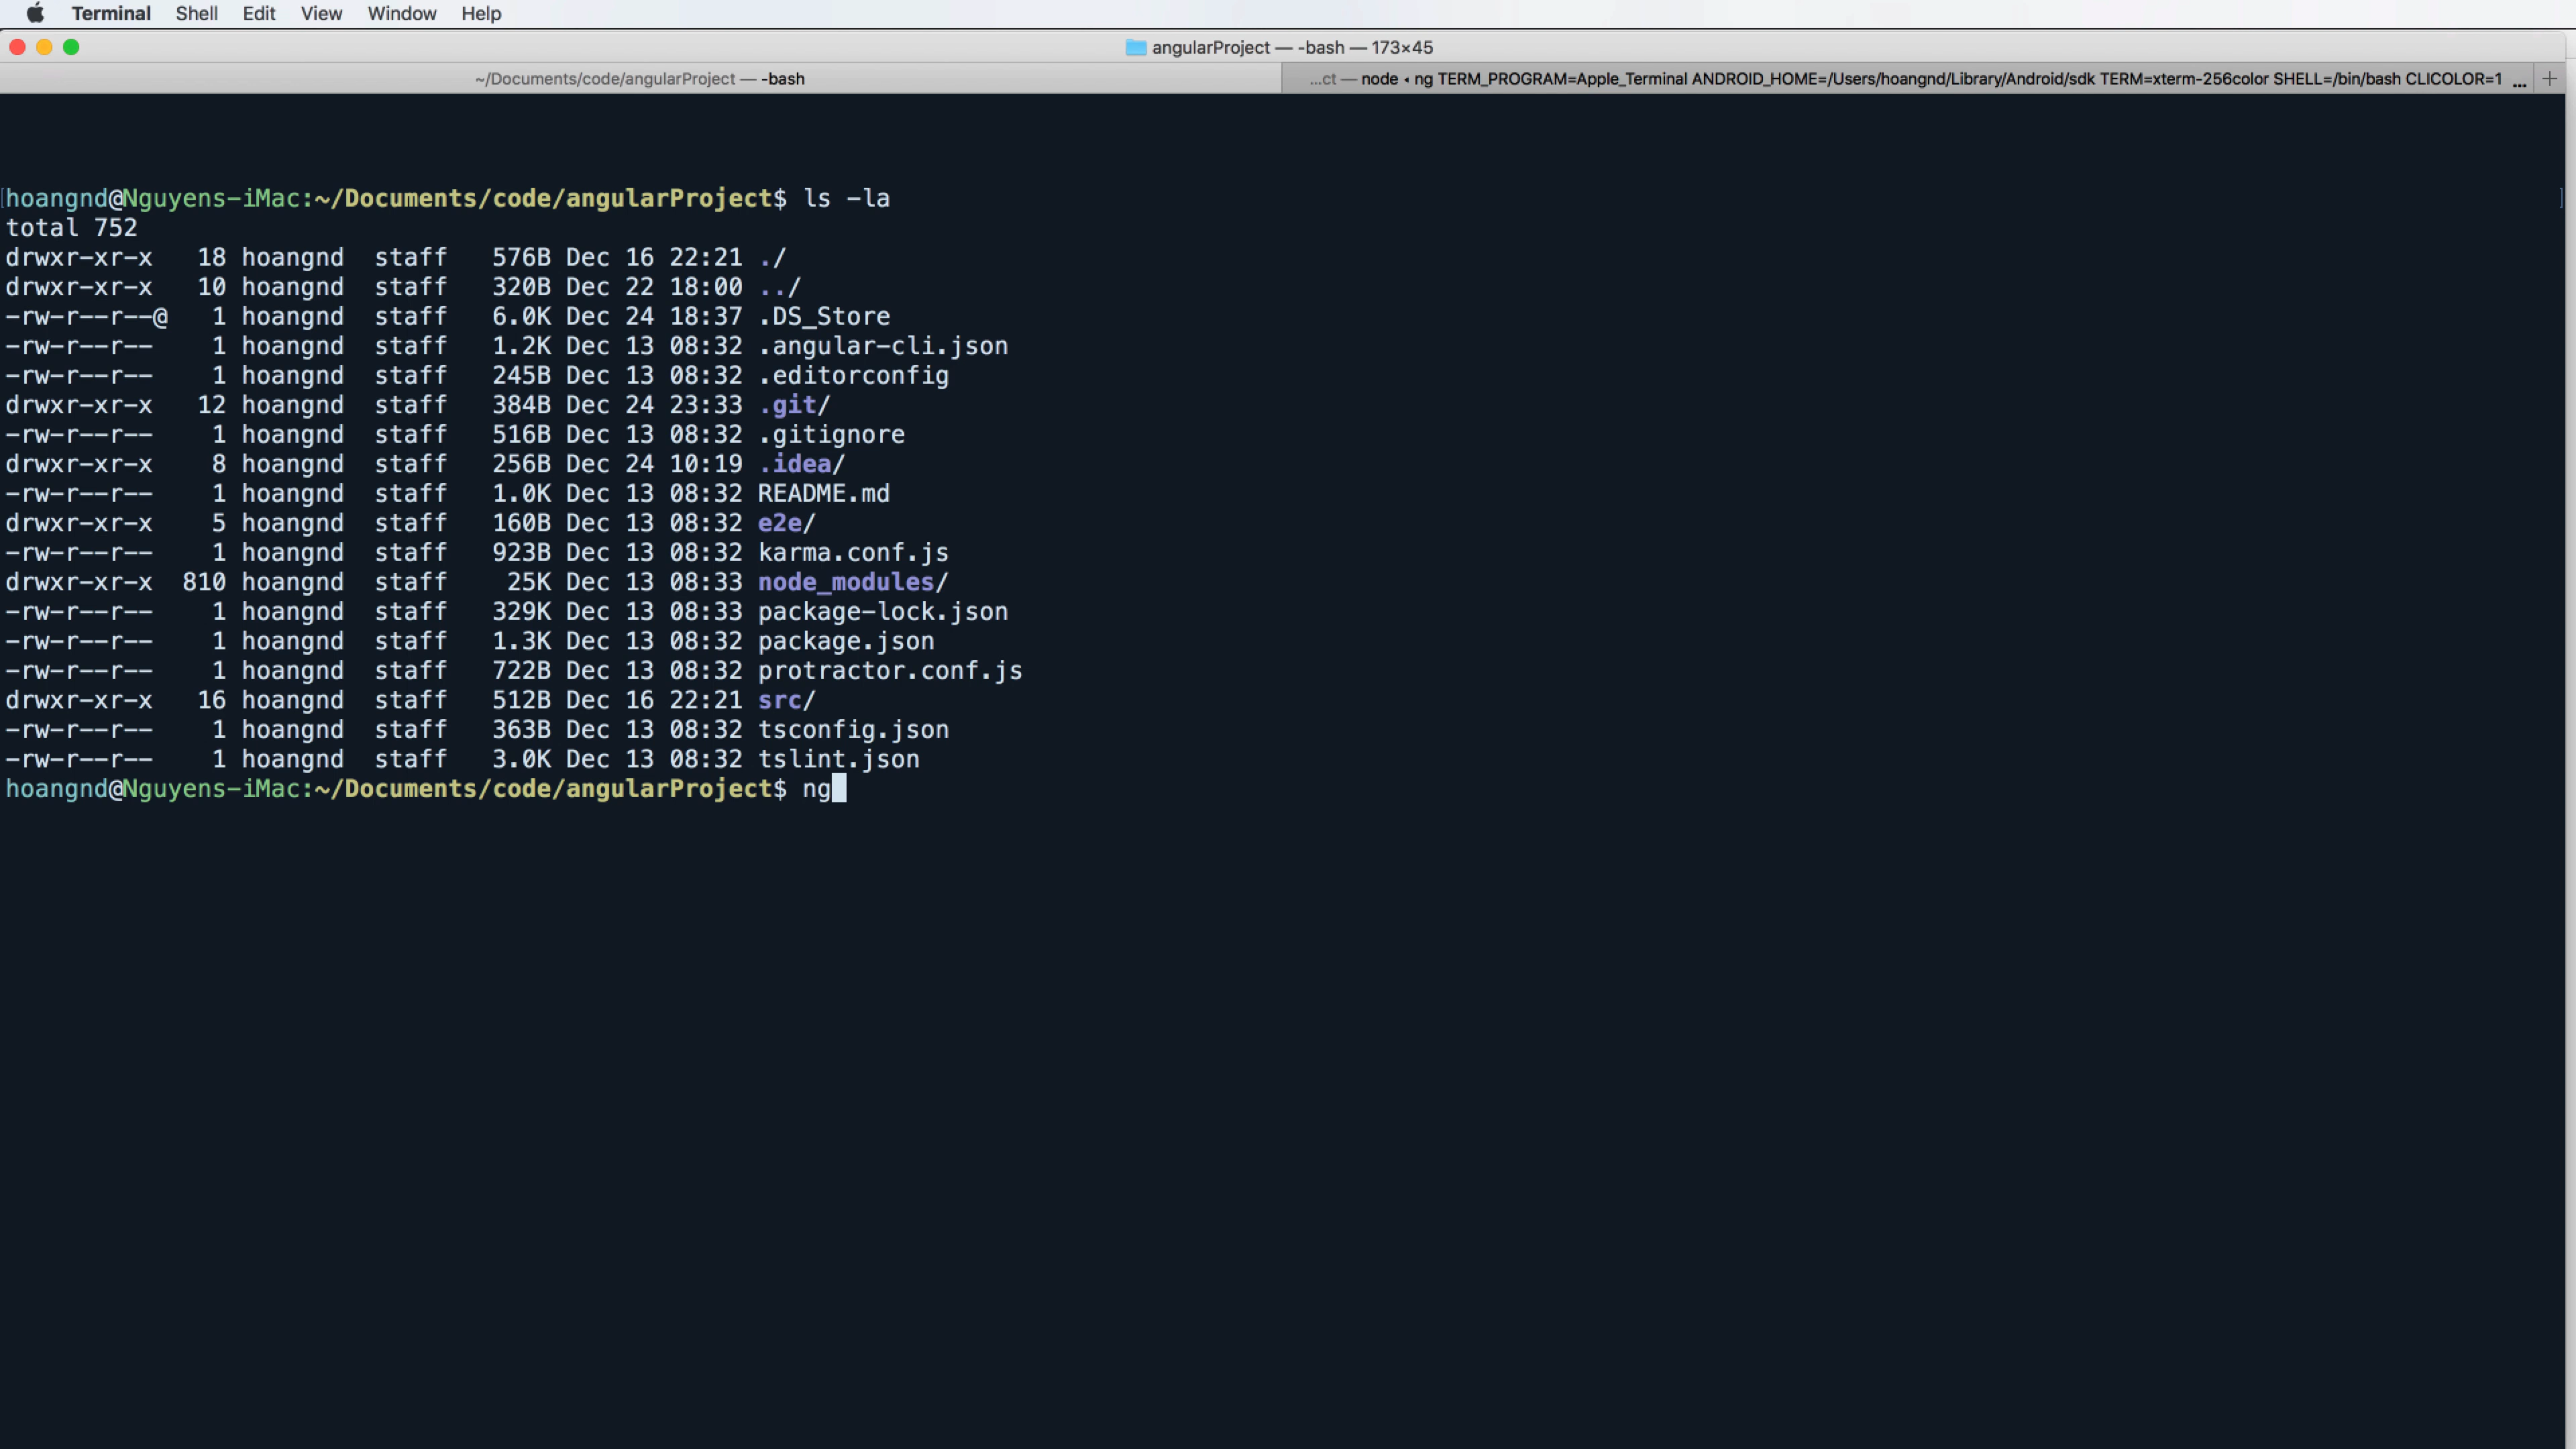 Terminal Shell Edit View Window Help
angularProject — -bash — 173×45
~/Documents/code/angularProject — -bash
...ct — node ‹ ng TERM_PROGRAM=Apple_Terminal ANDROID_HOME=/Users/hoangnd/Library/Android/sdk TERM=xterm-256color SHELL=/bin/bash CLICOLOR=1 ... +
[hoangnd@Nguyens-iMac:~/Documents/code/angularProject$ ls -la ]
total 752
drwxr-xr-x   18 hoangnd  staff   576B Dec 16 22:21 ./
drwxr-xr-x   10 hoangnd  staff   320B Dec 22 18:00 ../
-rw-r--r--@   1 hoangnd  staff   6.0K Dec 24 18:37 .DS_Store
-rw-r--r--    1 hoangnd  staff   1.2K Dec 13 08:32 .angular-cli.json
-rw-r--r--    1 hoangnd  staff   245B Dec 13 08:32 .editorconfig
drwxr-xr-x   12 hoangnd  staff   384B Dec 24 23:33 .git/
-rw-r--r--    1 hoangnd  staff   516B Dec 13 08:32 .gitignore
drwxr-xr-x    8 hoangnd  staff   256B Dec 24 10:19 .idea/
-rw-r--r--    1 hoangnd  staff   1.0K Dec 13 08:32 README.md
drwxr-xr-x    5 hoangnd  staff   160B Dec 13 08:32 e2e/
-rw-r--r--    1 hoangnd  staff   923B Dec 13 08:32 karma.conf.js
drwxr-xr-x  810 hoangnd  staff    25K Dec 13 08:33 node_modules/
-rw-r--r--    1 hoangnd  staff   329K Dec 13 08:33 package-lock.json
-rw-r--r--    1 hoangnd  staff   1.3K Dec 13 08:32 package.json
-rw-r--r--    1 hoangnd  staff   722B Dec 13 08:32 protractor.conf.js
drwxr-xr-x   16 hoangnd  staff   512B Dec 16 22:21 src/
-rw-r--r--    1 hoangnd  staff   363B Dec 13 08:32 tsconfig.json
-rw-r--r--    1 hoangnd  staff   3.0K Dec 13 08:32 tslint.json
hoangnd@Nguyens-iMac:~/Documents/code/angularProject$ ng